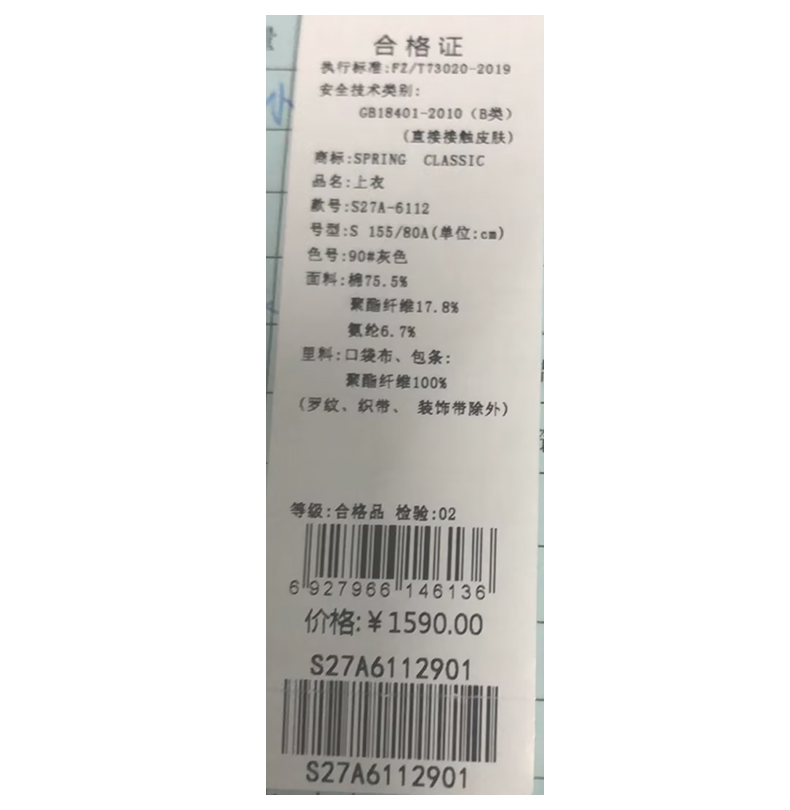 合格证
执行标准:FZ/T73020-2019
安全技术类别:
GB18401-2010（B类）
(直接接触皮肤)
商标:SPRING CLASSIC
品名:上衣
款号:S27A-6112
号型:S 155/80A(单位:cm)
色号:90#灰色
面料:棉75.5%
聚酯纤维17.8%
氨纶6.7%
里料:口袋布、包条:
聚酯纤维100%
(罗纹、织带、装饰带除外)
等级:合格品 检验:02
6 927966 146136
价格:￥1590.00
S27A6112901
S27A6112901